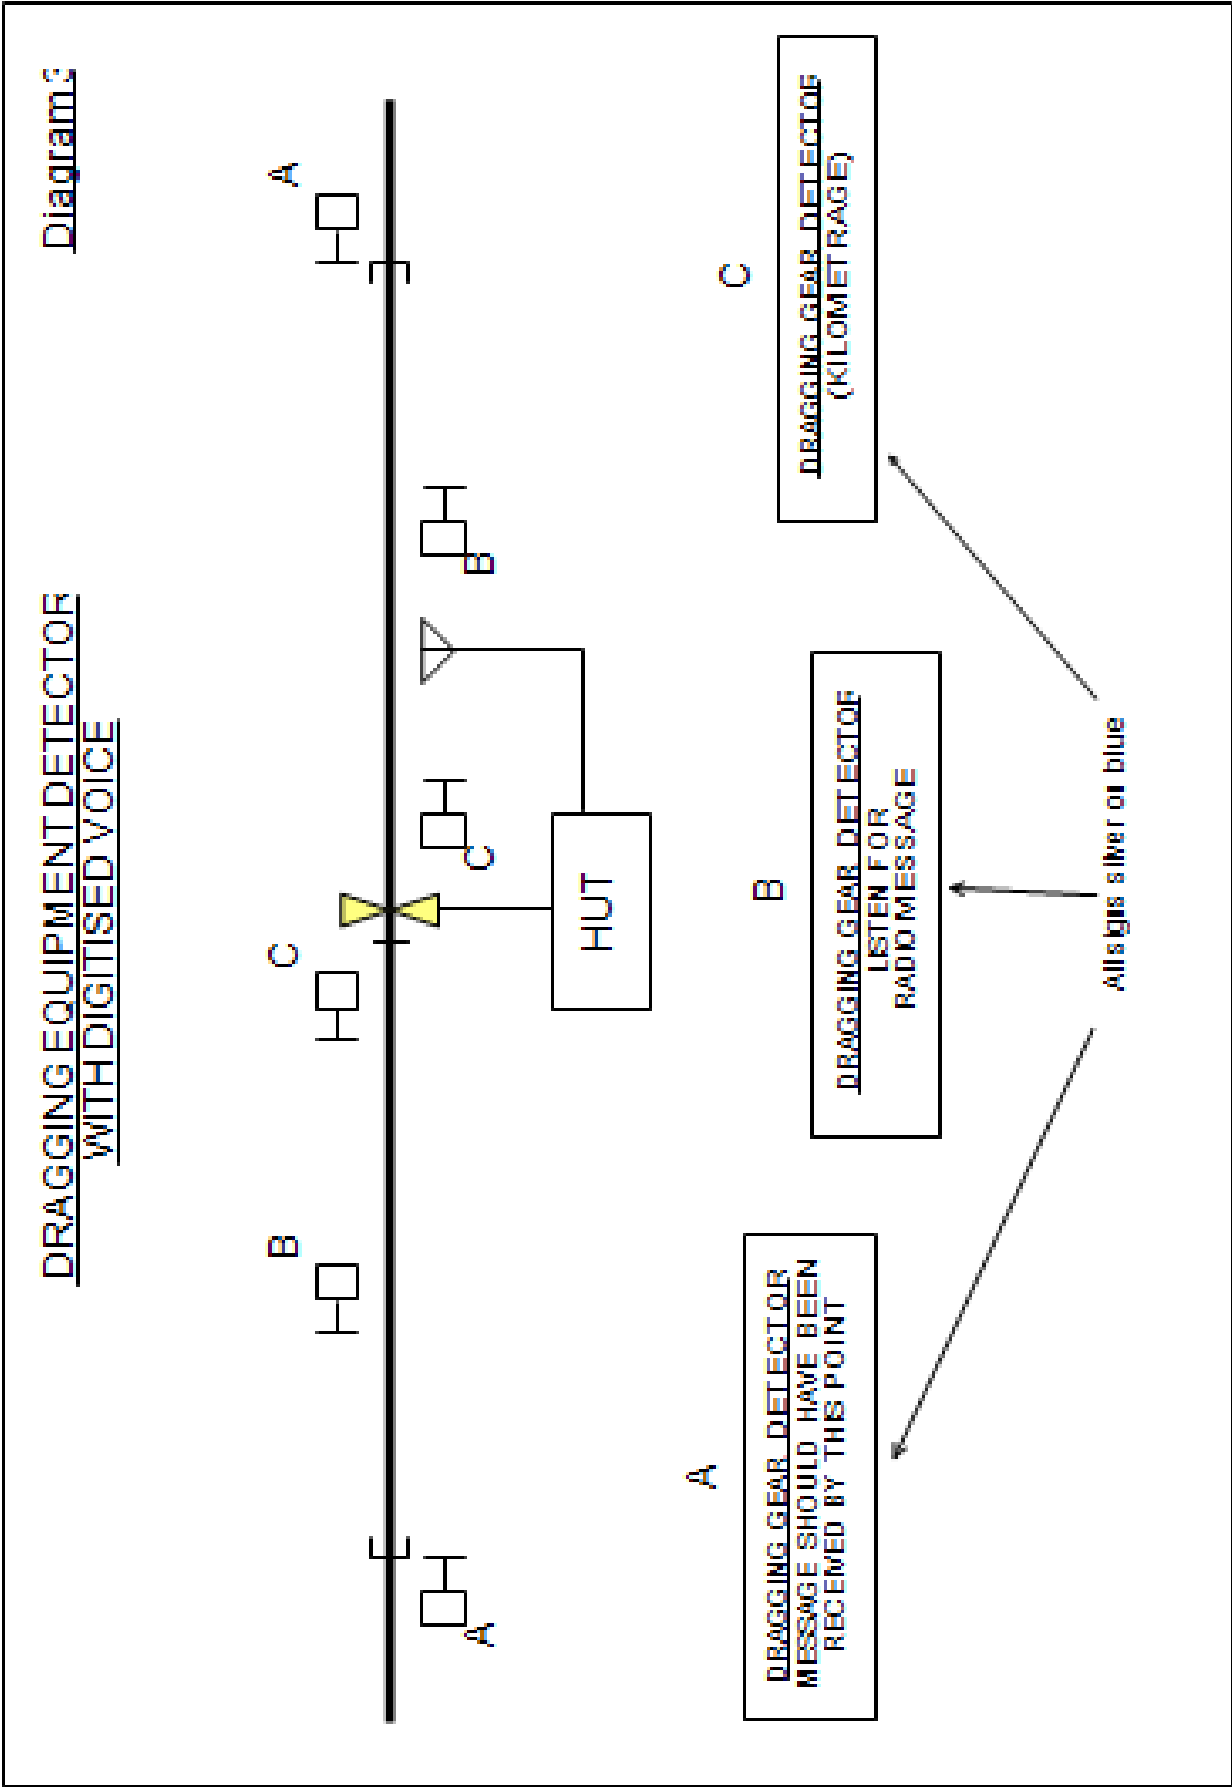 Diagram
DRAGGING EQUIPMENT DETECTOR
WITH DIGITISED VOICE
B
C
A
A
C
B
HUT
A
DRAGGING GEAR DETECTOR
MESSAGE SHOULD HAVE BEEN
RECEIVED BY THIS POINT
B
DRAGGING GEAR DETECTOR
LISTEN FOR
RADIO MESSAGE
C
DRAGGING GEAR DETECTOR
(KILOMETRAGE)
All signs silver or blue